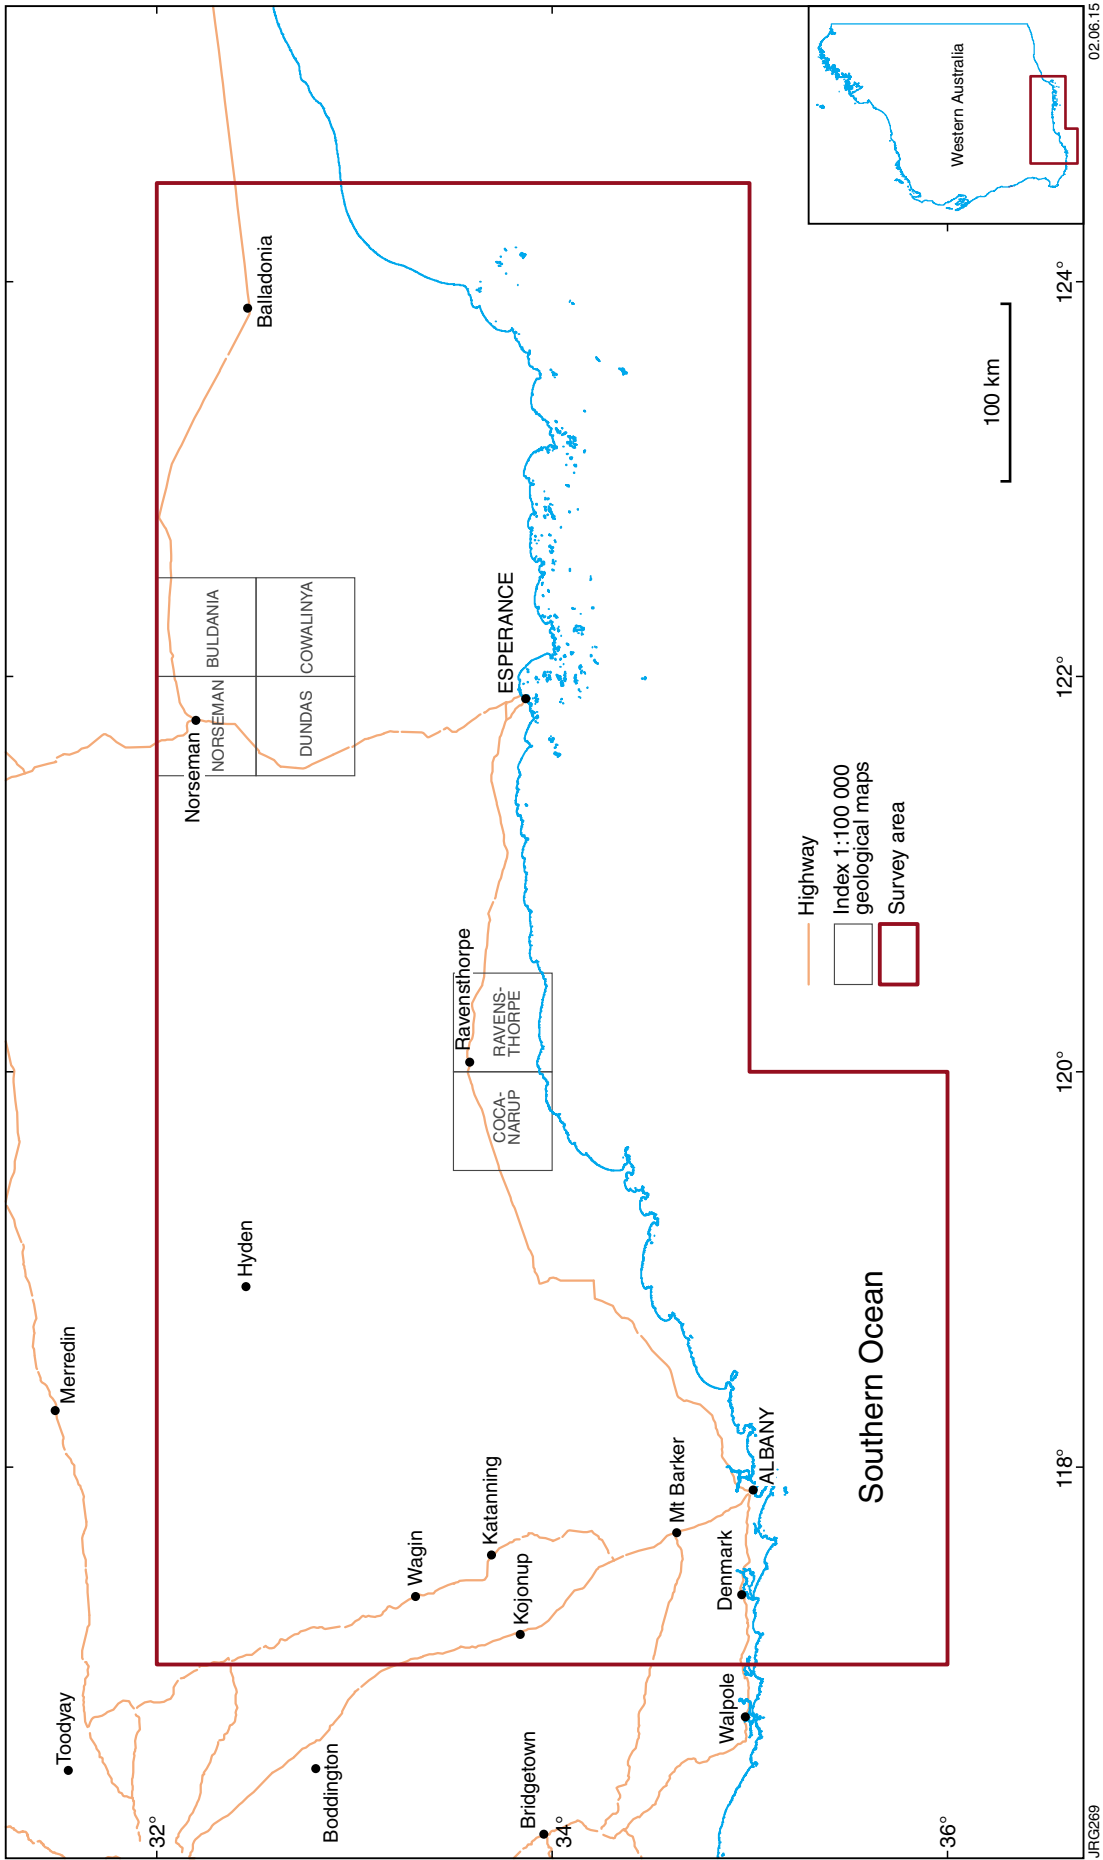 32°
34°
36°
118°
120°
122°
124°
Toodyay
Merredin
Boddington
Bridgetown
Walpole
Wagin
Katanning
Kojonup
Mt Barker
Denmark
ALBANY
Hyden
Ravensthorpe
COCA-
NARUP
RAVENS-
THORPE
Norseman
NORSEMAN
BULDANIA
DUNDAS
COWALINYA
ESPERANCE
Balladonia
Southern Ocean
Highway
Index 1:100 000
geological maps
Survey area
100 km
Western Australia
JRG269
02.06.15